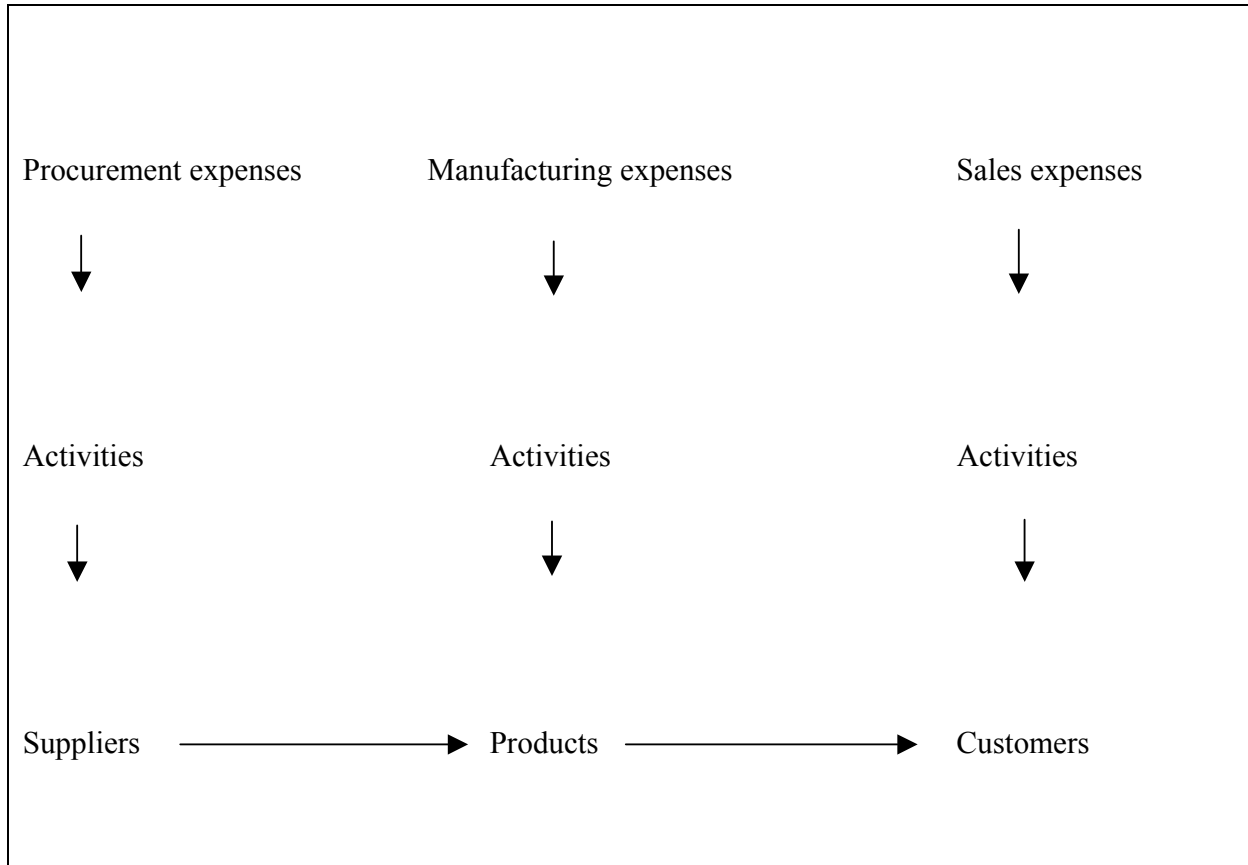 Procurement expenses Manufacturing expenses Sales expenses
Activities Activities Activities
Suppliers Products Customers